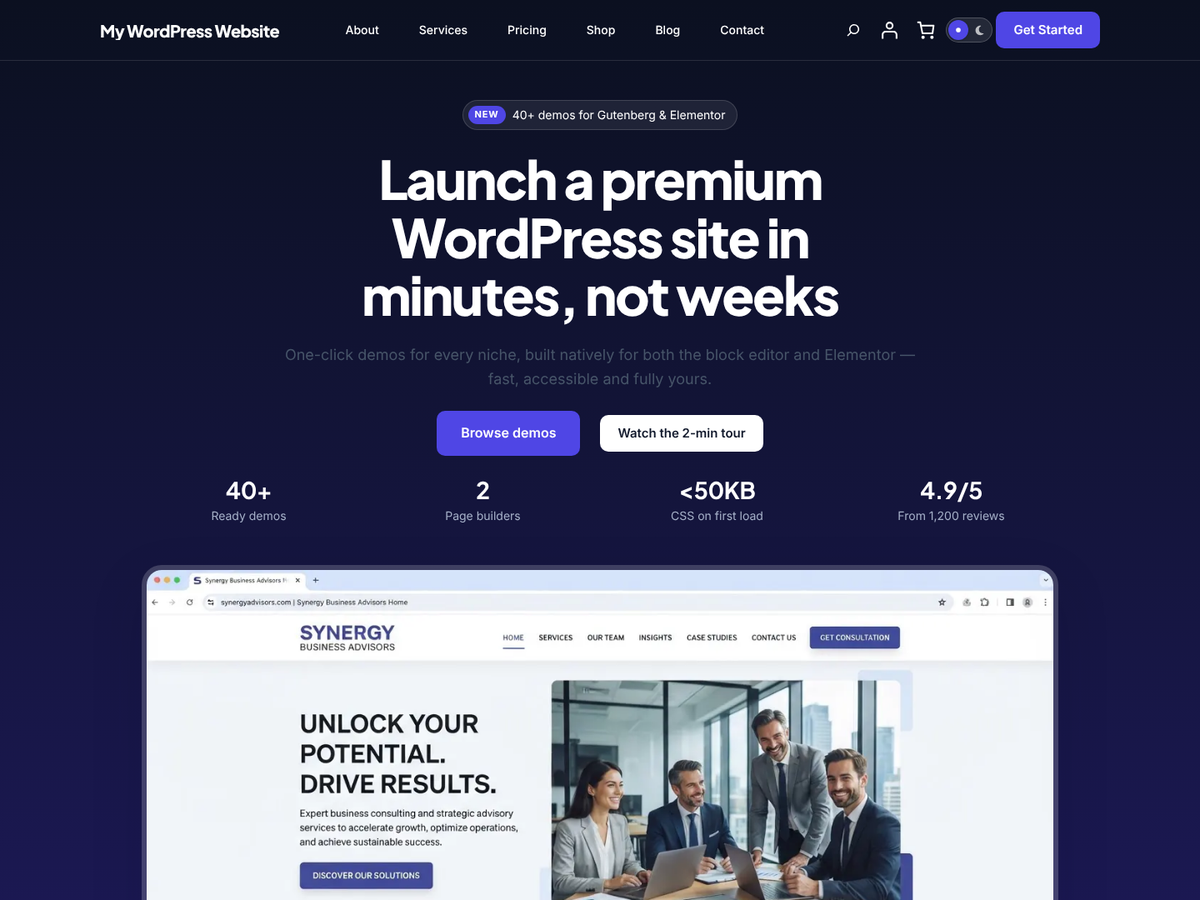 My WordPress Website
About
Services
Pricing
Shop
Blog
Contact
Get Started
NEW 40+ demos for Gutenberg & Elementor
Launch a premium
WordPress site in
minutes, not weeks
One-click demos for every niche, built natively for both the block editor and Elementor —
fast, accessible and fully yours.
Browse demos
Watch the 2-min tour
40+
Ready demos
2
Page builders
<50KB
CSS on first load
4.9/5
From 1,200 reviews
Synergy Business Advisors
synergyadvisors.com | Synergy Business Advisors Home
SYNERGY
BUSINESS ADVISORS
HOME
SERVICES
OUR TEAM
INSIGHTS
CASE STUDIES
CONTACT US
GET CONSULTATION
UNLOCK YOUR
POTENTIAL.
DRIVE RESULTS.
Expert business consulting and strategic advisory
services to accelerate growth, optimize operations,
and achieve sustainable success.
DISCOVER OUR SOLUTIONS